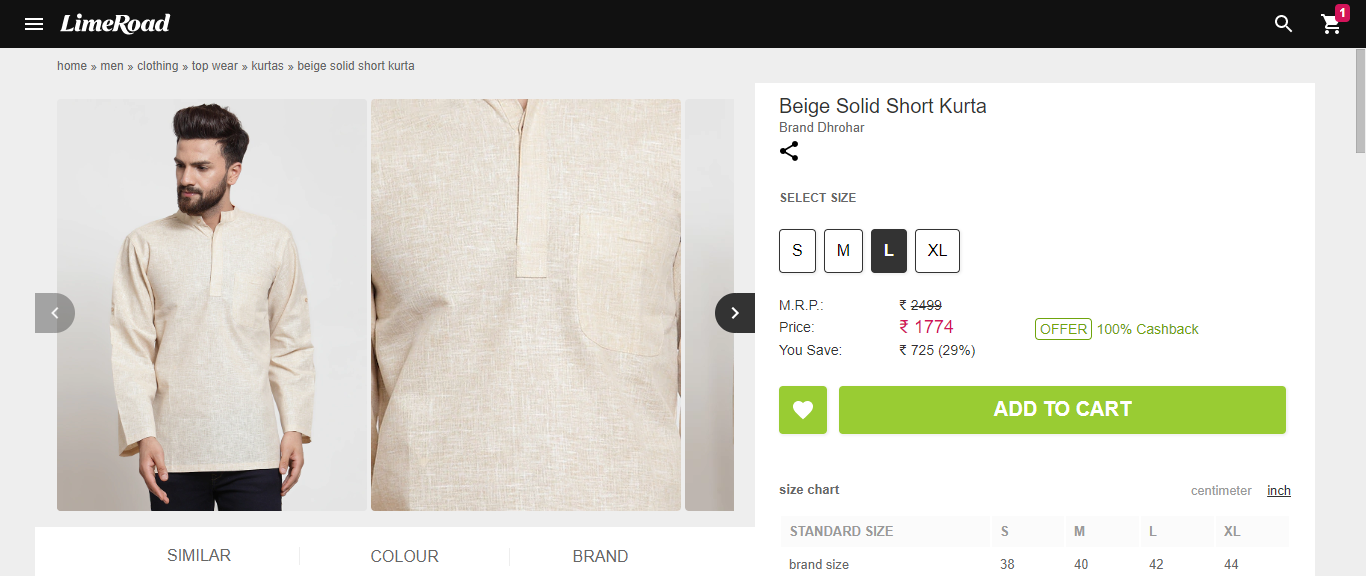 LimeRoad
1
home » men » clothing » top wear » kurtas » beige solid short kurta
Beige Solid Short Kurta
Brand Dhrohar
SELECT SIZE
S M L XL
M.R.P.: ₹ 2499
Price: ₹ 1774
OFFER 100% Cashback
You Save: ₹ 725 (29%)
ADD TO CART
size chart centimeter inch
STANDARD SIZE S M L XL
brand size 38 40 42 44
SIMILAR COLOUR BRAND